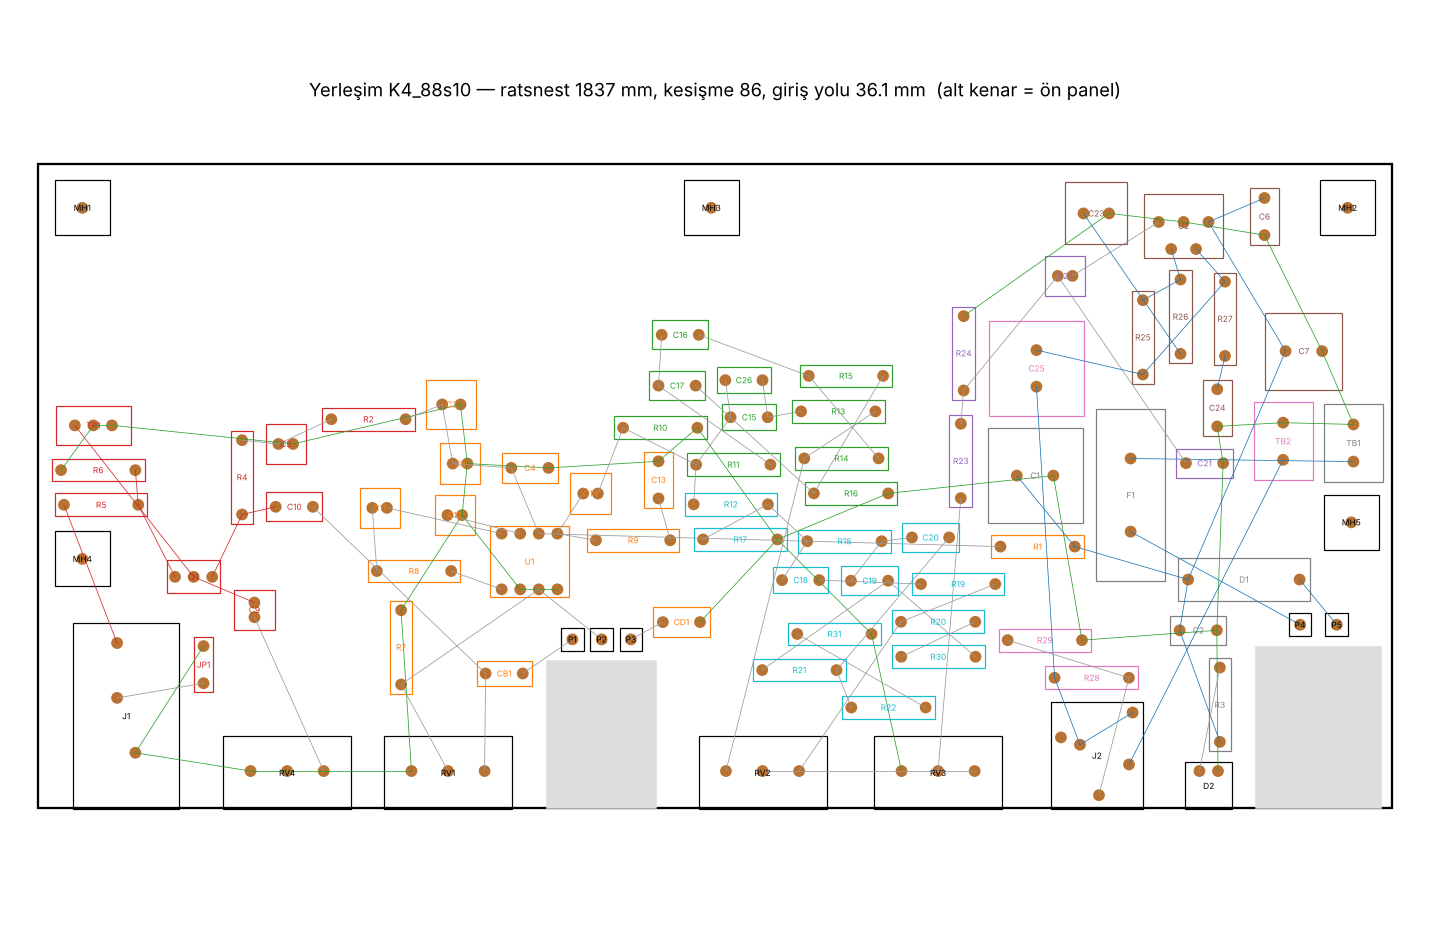 Yerleşim K4_88s10 — ratsnest 1837 mm, kesişme 86, giriş yolu 36.1 mm (alt kenar = ön panel)
MH1
MH3
MH2
C23
C6
R24
C25
R25
R26
R27
C7
C16
C17
C26
R15
C15
R13
R10
R2
R4
R6
R5
C10
C4
C13
R11
R14
R12
R16
R23
C1
F1
C24
TB2
TB1
C21
MH5
MH4
R8
U1
R9
R17
R18
C20
R1
C18
C19
R19
D1
R7
CB1
P1
P2
P3
CD1
R31
R20
R30
R21
R22
R29
R28
P4
P5
R3
JP1
J1
RV4
RV1
RV2
RV3
J2
D2